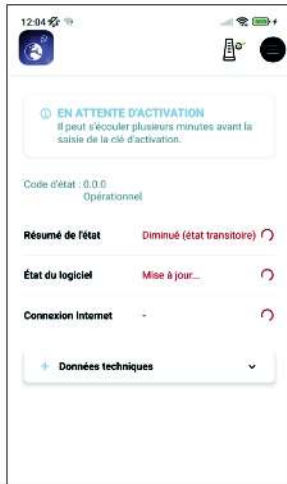 12:04
EN ATTENTE D'ACTIVATION
Il peut s'écouler plusieurs minutes avant la
saisie de la clé d'activation.
Code d'état : 0.0.0
Opérationnel
Résumé de l'état Diminué (état transitoire)
État du logiciel Mise à jour...
Connexion Internet -
+ Données techniques